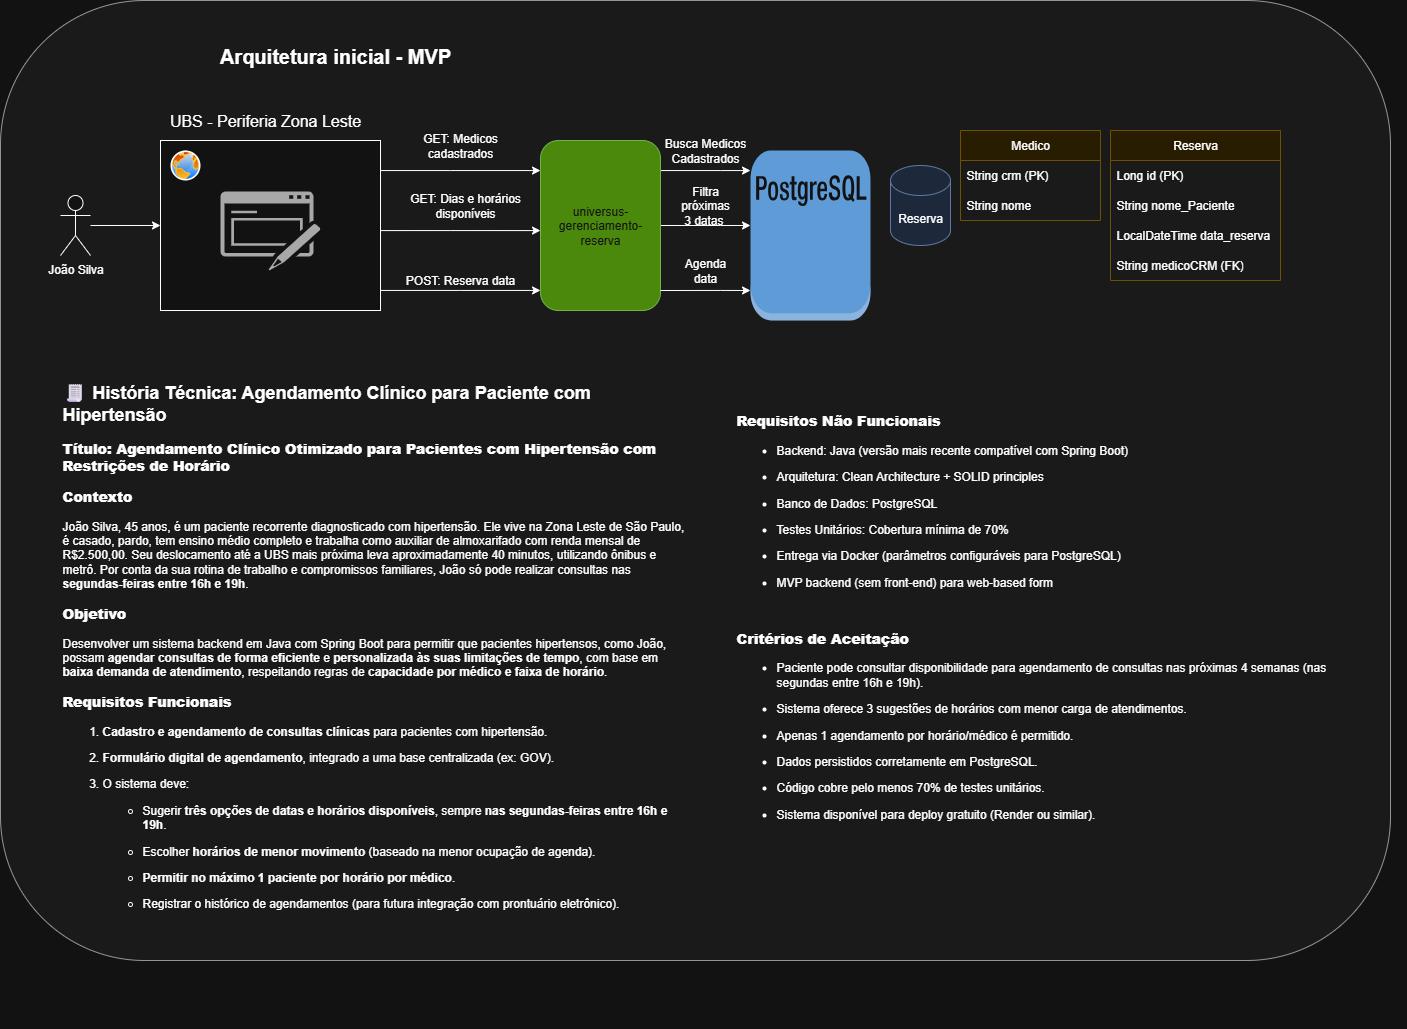 Arquitetura inicial - MVP
UBS - Periferia Zona Leste
João Silva
GET: Medicos
cadastrados
GET: Dias e horários
disponíveis
POST: Reserva data
universus-
gerenciamento-
reserva
Busca Medicos
Cadastrados
Filtra
próximas
3 datas
Agenda
data
PostgreSQL
Reserva
Medico
String crm (PK)
String nome
Reserva
Long id (PK)
String nome_Paciente
LocalDateTime data_reserva
String medicoCRM (FK)
História Técnica: Agendamento Clínico para Paciente com
Hipertensão
Título: Agendamento Clínico Otimizado para Pacientes com Hipertensão com
Restrições de Horário
Contexto
João Silva, 45 anos, é um paciente recorrente diagnosticado com hipertensão. Ele vive na Zona Leste de São Paulo,
é casado, pardo, tem ensino médio completo e trabalha como auxiliar de almoxarifado com renda mensal de
R$2.500,00. Seu deslocamento até a UBS mais próxima leva aproximadamente 40 minutos, utilizando ônibus e
metrô. Por conta da sua rotina de trabalho e compromissos familiares, João só pode realizar consultas nas
segundas-feiras entre 16h e 19h.
Objetivo
Desenvolver um sistema backend em Java com Spring Boot para permitir que pacientes hipertensos, como João,
possam agendar consultas de forma eficiente e personalizada às suas limitações de tempo, com base em
baixa demanda de atendimento, respeitando regras de capacidade por médico e faixa de horário.
Requisitos Funcionais
1. Cadastro e agendamento de consultas clínicas para pacientes com hipertensão.
2. Formulário digital de agendamento, integrado a uma base centralizada (ex: GOV).
3. O sistema deve:
Sugerir três opções de datas e horários disponíveis, sempre nas segundas-feiras entre 16h e
19h.
Escolher horários de menor movimento (baseado na menor ocupação de agenda).
Permitir no máximo 1 paciente por horário por médico.
Registrar o histórico de agendamentos (para futura integração com prontuário eletrônico).
Requisitos Não Funcionais
Backend: Java (versão mais recente compatível com Spring Boot)
Arquitetura: Clean Architecture + SOLID principles
Banco de Dados: PostgreSQL
Testes Unitários: Cobertura mínima de 70%
Entrega via Docker (parâmetros configuráveis para PostgreSQL)
MVP backend (sem front-end) para web-based form
Critérios de Aceitação
Paciente pode consultar disponibilidade para agendamento de consultas nas próximas 4 semanas (nas
segundas entre 16h e 19h).
Sistema oferece 3 sugestões de horários com menor carga de atendimentos.
Apenas 1 agendamento por horário/médico é permitido.
Dados persistidos corretamente em PostgreSQL.
Código cobre pelo menos 70% de testes unitários.
Sistema disponível para deploy gratuito (Render ou similar).